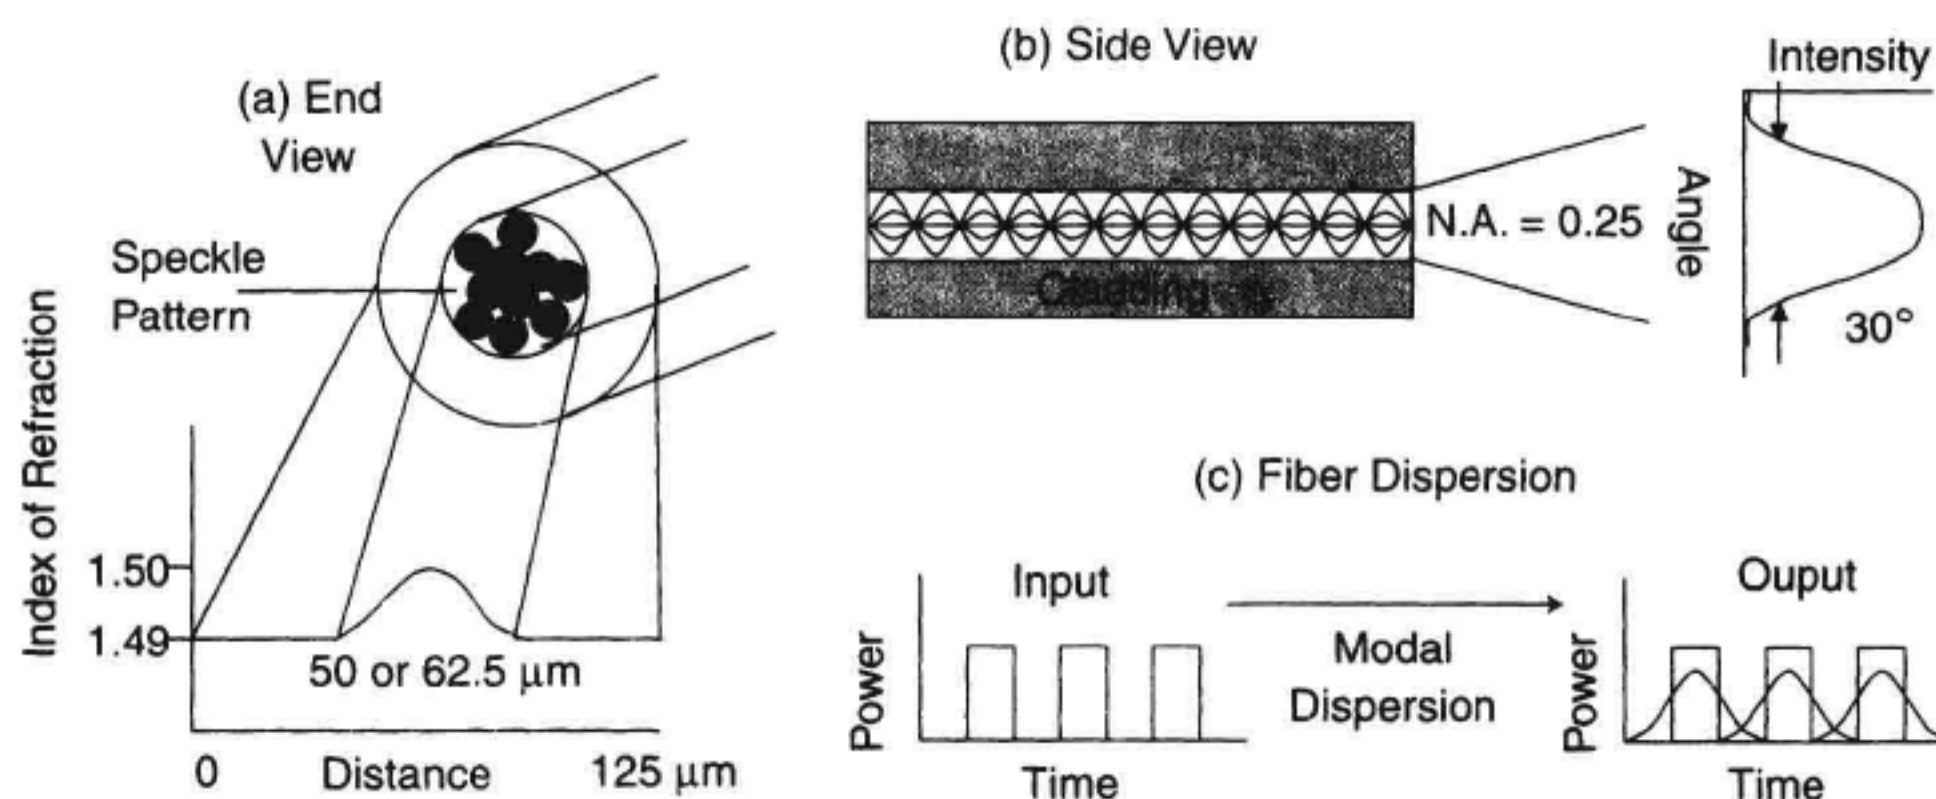 (a) End
View
Speckle
Pattern
Index of Refraction
1.50
1.49
50 or 62.5 μm
0
Distance
125 μm
(b) Side View
Cladding
N.A. = 0.25
Intensity
Angle
30°
(c) Fiber Dispersion
Input
Power
Time
Modal
Dispersion
Ouput
Power
Time